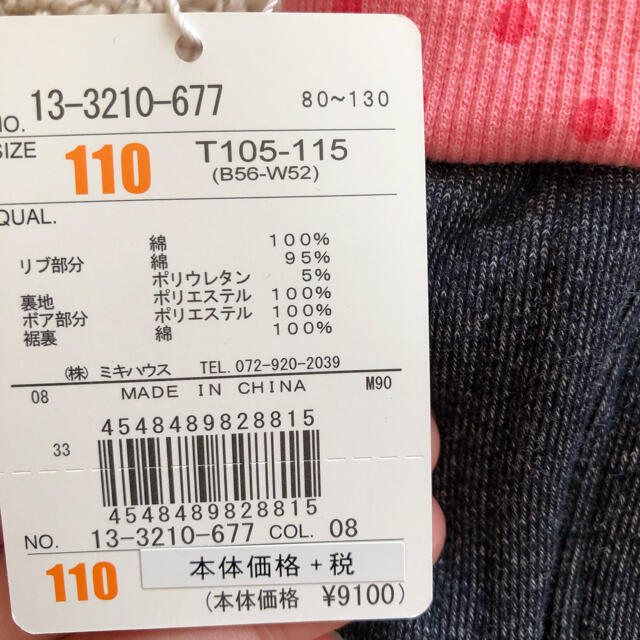 NO. 13-3210-677 80~130
SIZE 110 T105-115
(B56-W52)
QUAL.
綿 100%
リブ部分 綿 95%
ポリウレタン 5%
裏地 ポリエステル 100%
ボア部分 ポリエステル 100%
裾裏 綿 100%
(株) ミキハウス TEL.072-920-2039
08 MADE IN CHINA M90
4548489828815
33
4548489828815
NO. 13-3210-677 COL. 08
110 本体価格+税
(本体価格 ¥9100)